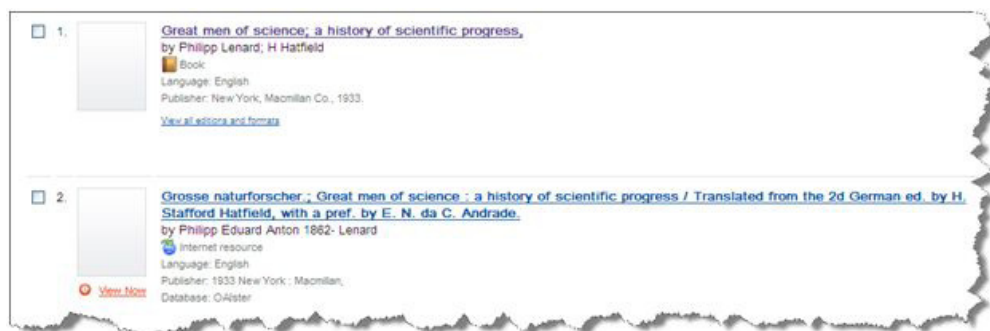 1.
Great men of science; a history of scientific progress,
by Philipp Lenard; H Hatfield
Book
Language: English
Publisher: New York, Macmillan Co., 1933.
View all editions and formats
2.
Grosse naturforscher.; Great men of science : a history of scientific progress / Translated from the 2d German ed. by H.
Stafford Hatfield, with a pref. by E. N. da C. Andrade.
by Philipp Eduard Anton 1862- Lenard
Internet resource
Language: English
Publisher: 1933 New York : Macmillan,
View Now
Database: OAIster